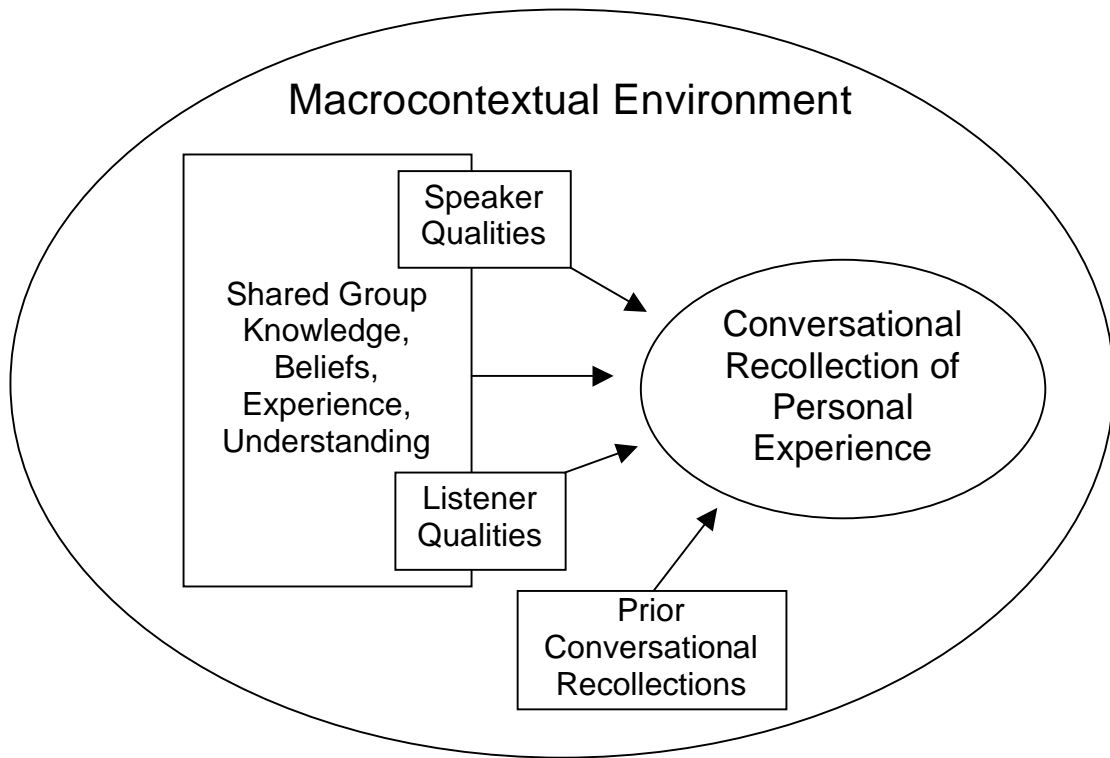 Macrocontextual Environment
Speaker
Qualities
Shared Group
Knowledge,
Beliefs,
Experience,
Understanding
Conversational
Recollection of
Personal
Experience
Listener
Qualities
Prior
Conversational
Recollections